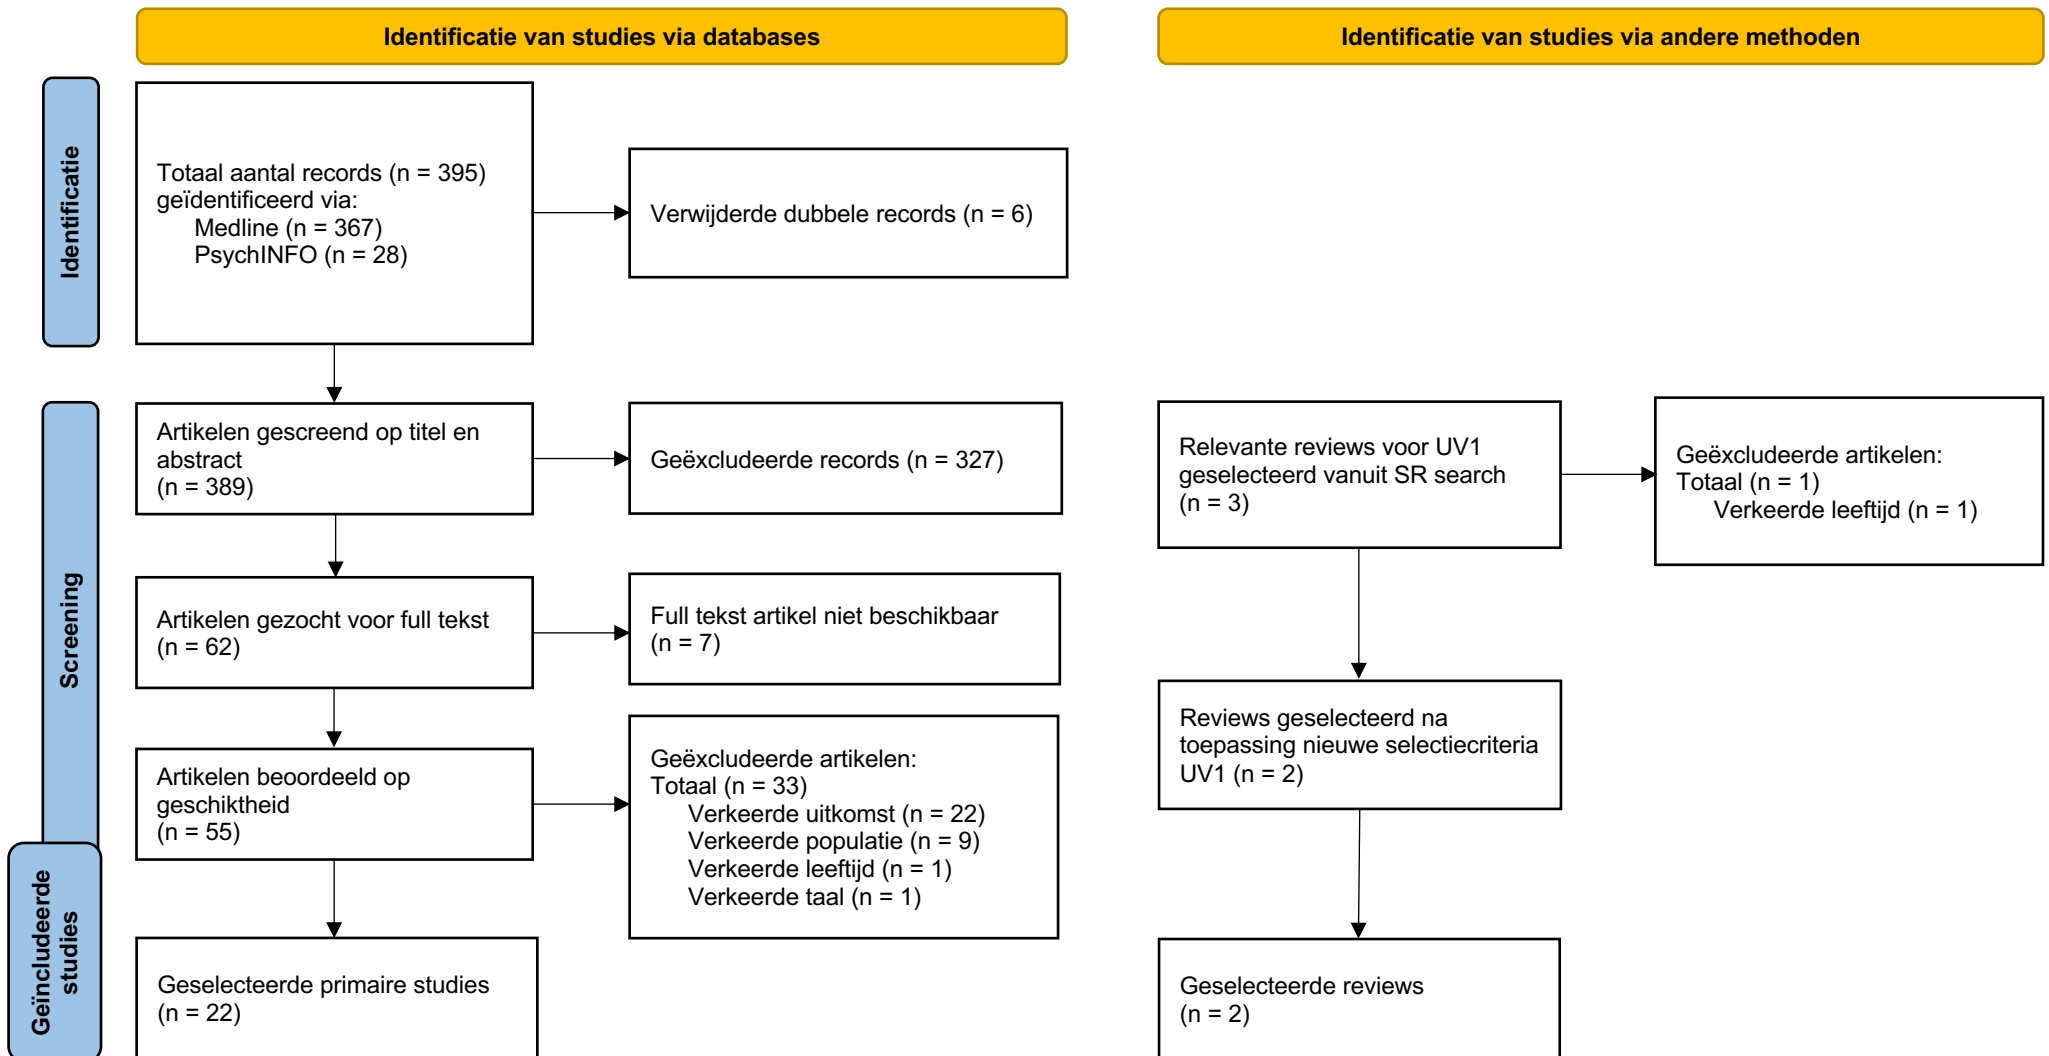 Identificatie van studies via databases
Identificatie van studies via andere methoden
Identificatie
Totaal aantal records (n = 395)
geïdentificeerd via:
Medline (n = 367)
PsychINFO (n = 28)
Verwijderde dubbele records (n = 6)
Screening
Artikelen gescreend op titel en
abstract
(n = 389)
Geëxcludeerde records (n = 327)
Relevante reviews voor UV1
geselecteerd vanuit SR search
(n = 3)
Geëxcludeerde artikelen:
Totaal (n = 1)
Verkeerde leeftijd (n = 1)
Artikelen gezocht voor full tekst
(n = 62)
Full tekst artikel niet beschikbaar
(n = 7)
Reviews geselecteerd na
toepassing nieuwe selectiecriteria
UV1 (n = 2)
Artikelen beoordeeld op
geschiktheid
(n = 55)
Geëxcludeerde artikelen:
Totaal (n = 33)
Verkeerde uitkomst (n = 22)
Verkeerde populatie (n = 9)
Verkeerde leeftijd (n = 1)
Verkeerde taal (n = 1)
Geïncludeerde
studies
Geselecteerde primaire studies
(n = 22)
Geselecteerde reviews
(n = 2)